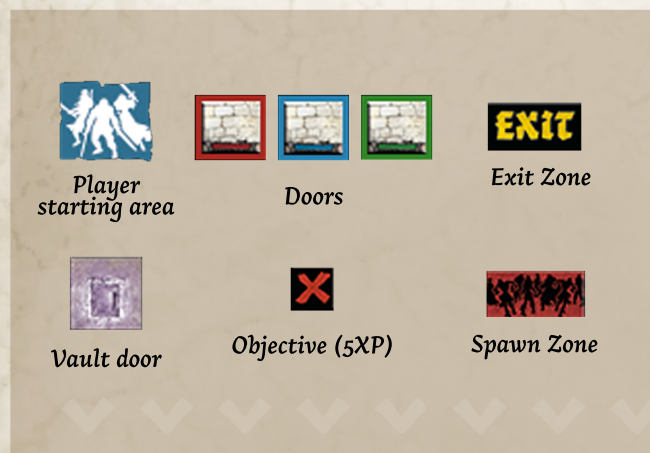 EXIT
Player
starting area
Doors
Exit Zone
Vault door
Objective (5XP)
Spawn Zone